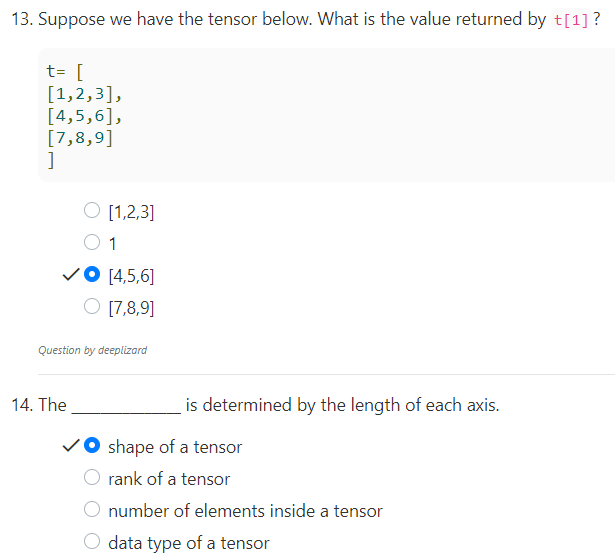 13. Suppose we have the tensor below. What is the value returned by t[1]?
t= [
[1,2,3],
[4,5,6],
[7,8,9]
]
[1,2,3]
1
[4,5,6]
[7,8,9]
Question by deeplizard
14. The ____________ is determined by the length of each axis.
shape of a tensor
rank of a tensor
number of elements inside a tensor
data type of a tensor